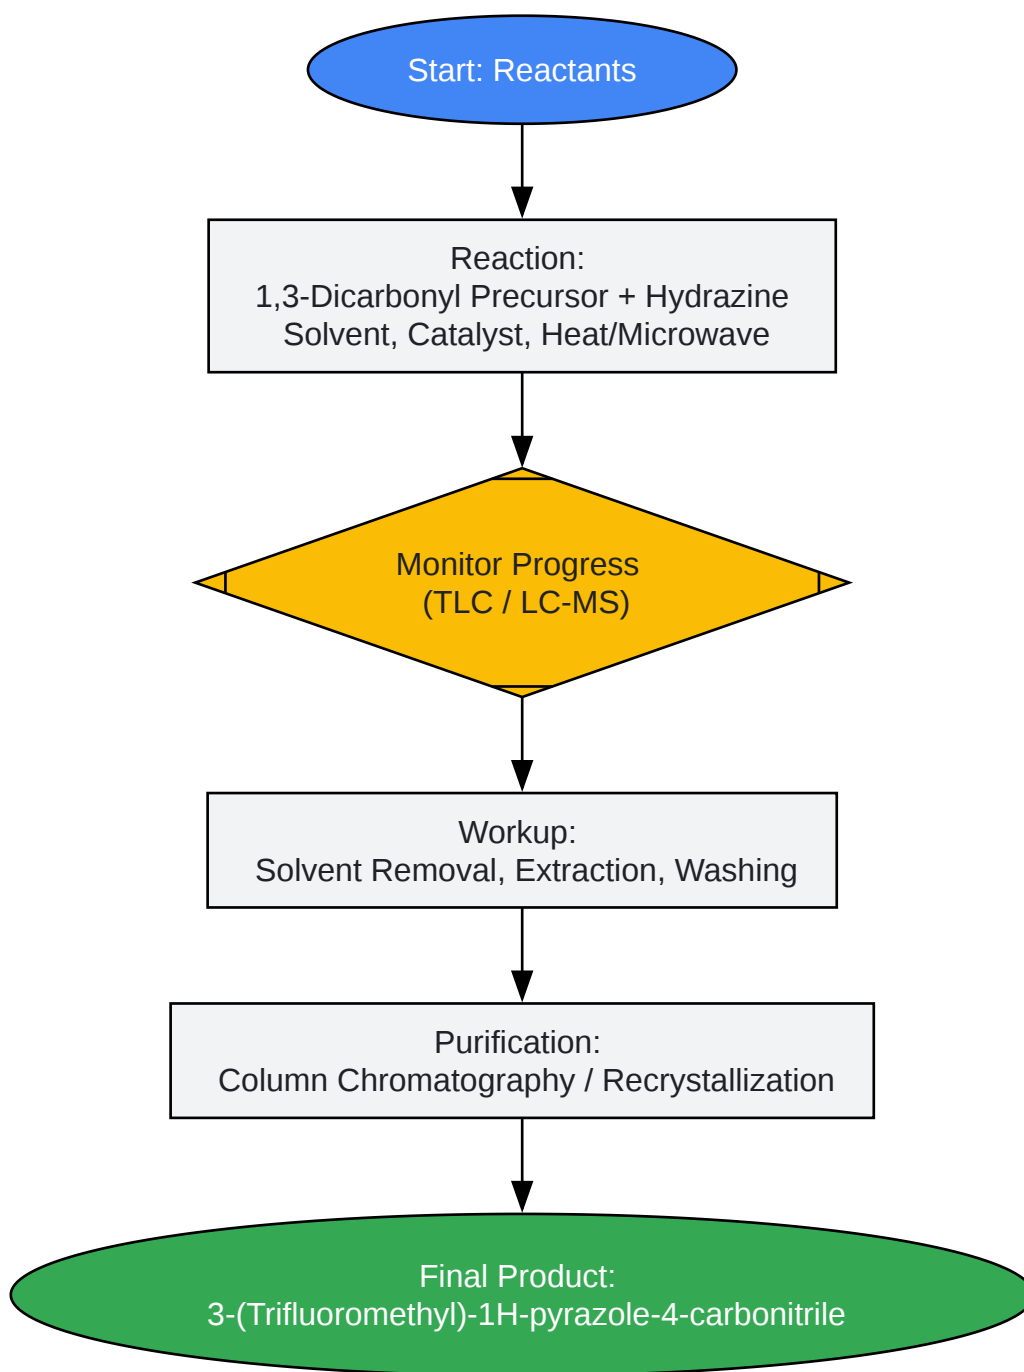 Start: Reactants
Reaction:
1,3-Dicarbonyl Precursor + Hydrazine
Solvent, Catalyst, Heat/Microwave
Monitor Progress
(TLC / LC-MS)
Workup:
Solvent Removal, Extraction, Washing
Purification:
Column Chromatography / Recrystallization
Final Product:
3-(Trifluoromethyl)-1H-pyrazole-4-carbonitrile